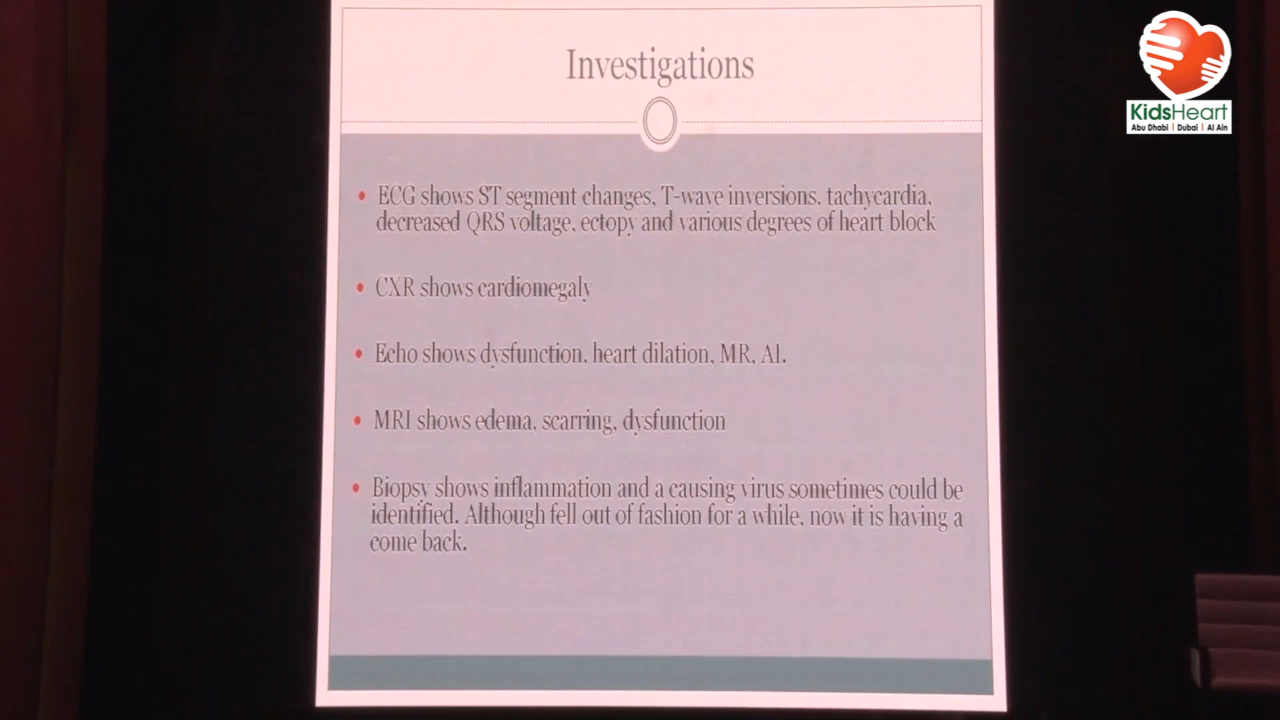 Investigations
KidsHeart
Abu Dhabi | Dubai | Al Ain
• ECG shows ST segment changes, T-wave inversions, tachycardia,
decreased QRS voltage, ectopy and various degrees of heart block
• CXR shows cardiomegaly
• Echo shows dysfunction, heart dilation, MR, AI.
• MRI shows edema, scarring, dysfunction
• Biopsy shows inflammation and a causing virus sometimes could be
identified. Although fell out of fashion for a while, now it is having a
come back.